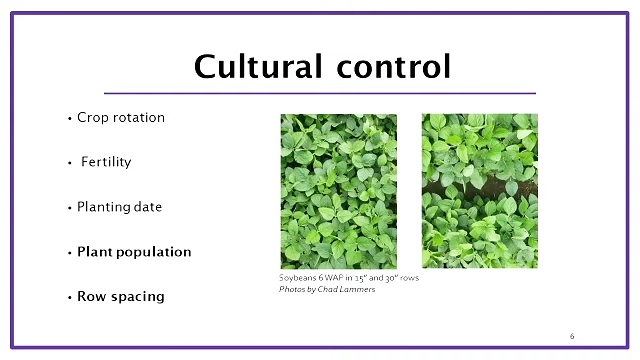 Cultural control
• Crop rotation
• Fertility
• Planting date
• Plant population
• Row spacing
Soybeans 6 WAP in 15" and 30" rows
Photos by Chad Lammers
6